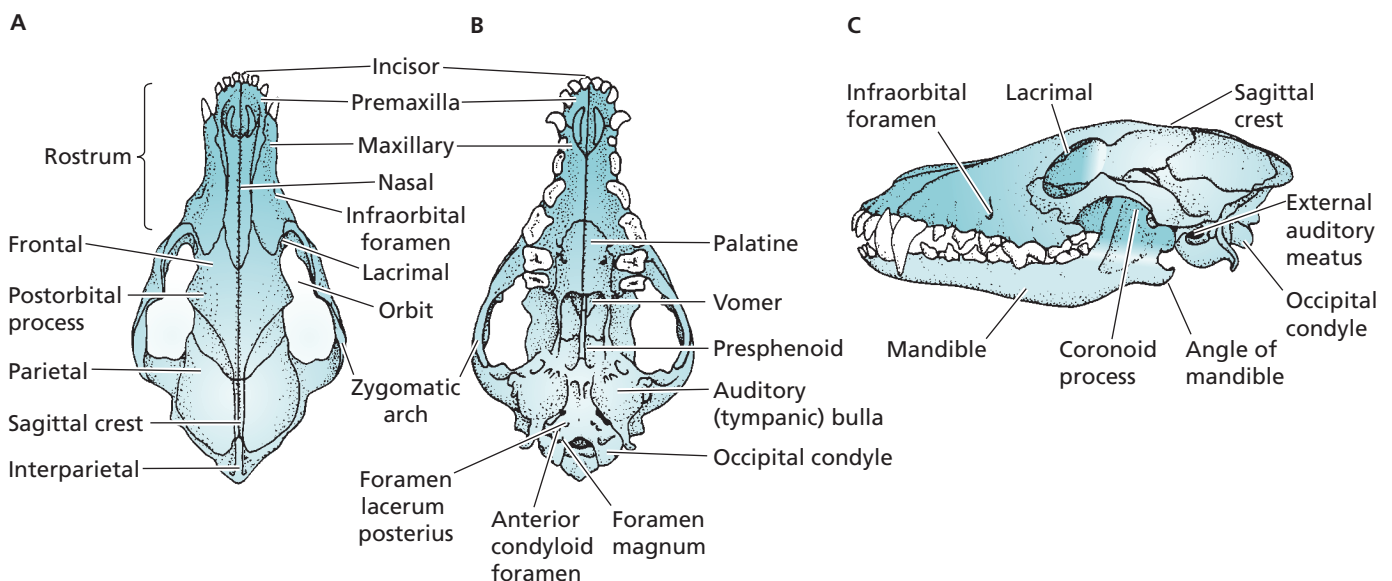 A
B
C
Incisor
Premaxilla
Maxillary
Nasal
Infraorbital
foramen
Lacrimal
Orbit
Zygomatic
arch
Rostrum
Frontal
Postorbital
process
Parietal
Sagittal crest
Interparietal
Palatine
Vomer
Presphenoid
Auditory
(tympanic) bulla
Occipital condyle
Foramen
lacerum
posterius
Anterior
condyloid
foramen
Foramen
magnum
Infraorbital
foramen
Lacrimal
Sagittal
crest
External
auditory
meatus
Occipital
condyle
Mandible
Coronoid
process
Angle of
mandible